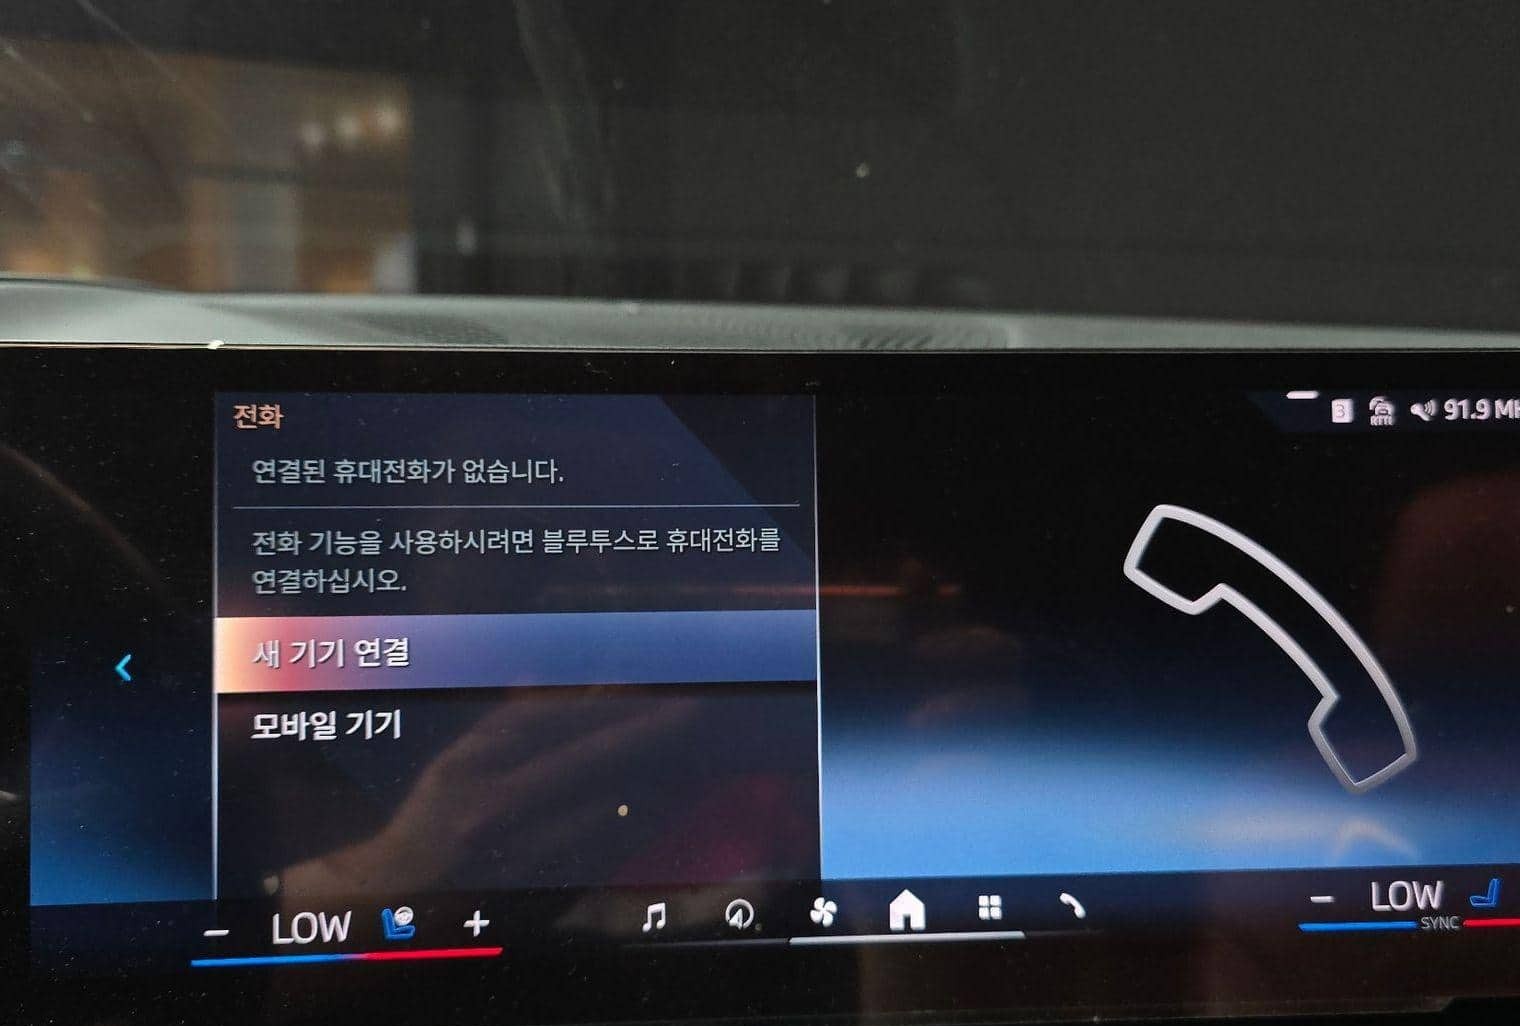 전화
3
91.9 MH
연결된 휴대전화가 없습니다.
전화 기능을 사용하시려면 블루투스로 휴대전화를
연결하십시오.
새 기기 연결
모바일 기기
− LOW +
− LOW
SYNC